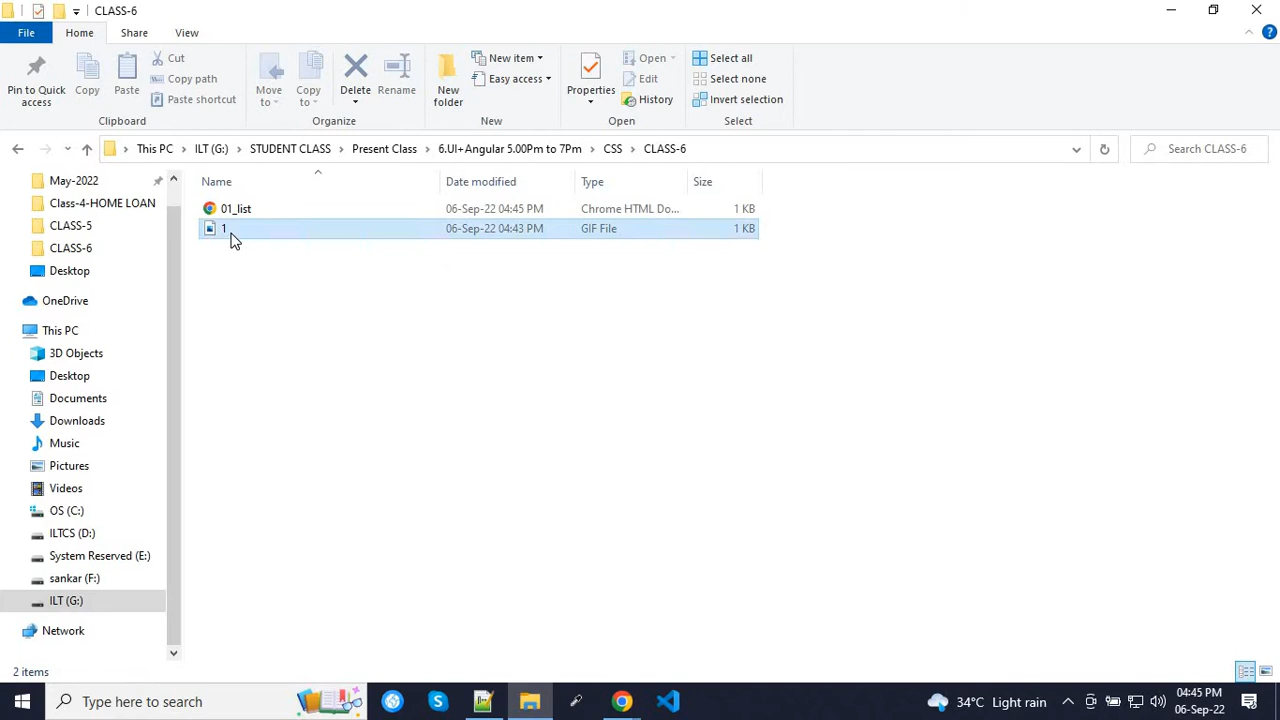 CLASS-6
File
Home
Share
View
Pin to Quick access
Copy
Paste
Cut
Copy path
Paste shortcut
Clipboard
Move to
Copy to
Delete
Rename
Organize
New folder
New item
Easy access
New
Properties
Open
Edit
History
Open
Select all
Select none
Invert selection
Select
This PC
ILT (G:)
STUDENT CLASS
Present Class
6.UI+Angular 5.00Pm to 7Pm
CSS
CLASS-6
Search CLASS-6
Name
Date modified
Type
Size
01_list
06-Sep-22 04:45 PM
Chrome HTML Do...
1 KB
1
06-Sep-22 04:43 PM
GIF File
1 KB
May-2022
Class-4-HOME LOAN
CLASS-5
CLASS-6
Desktop
OneDrive
This PC
3D Objects
Desktop
Documents
Downloads
Music
Pictures
Videos
OS (C:)
ILTCS (D:)
System Reserved (E:)
sankar (F:)
ILT (G:)
Network
2 items
Type here to search
34°C Light rain
04:45 PM
06-Sep-22